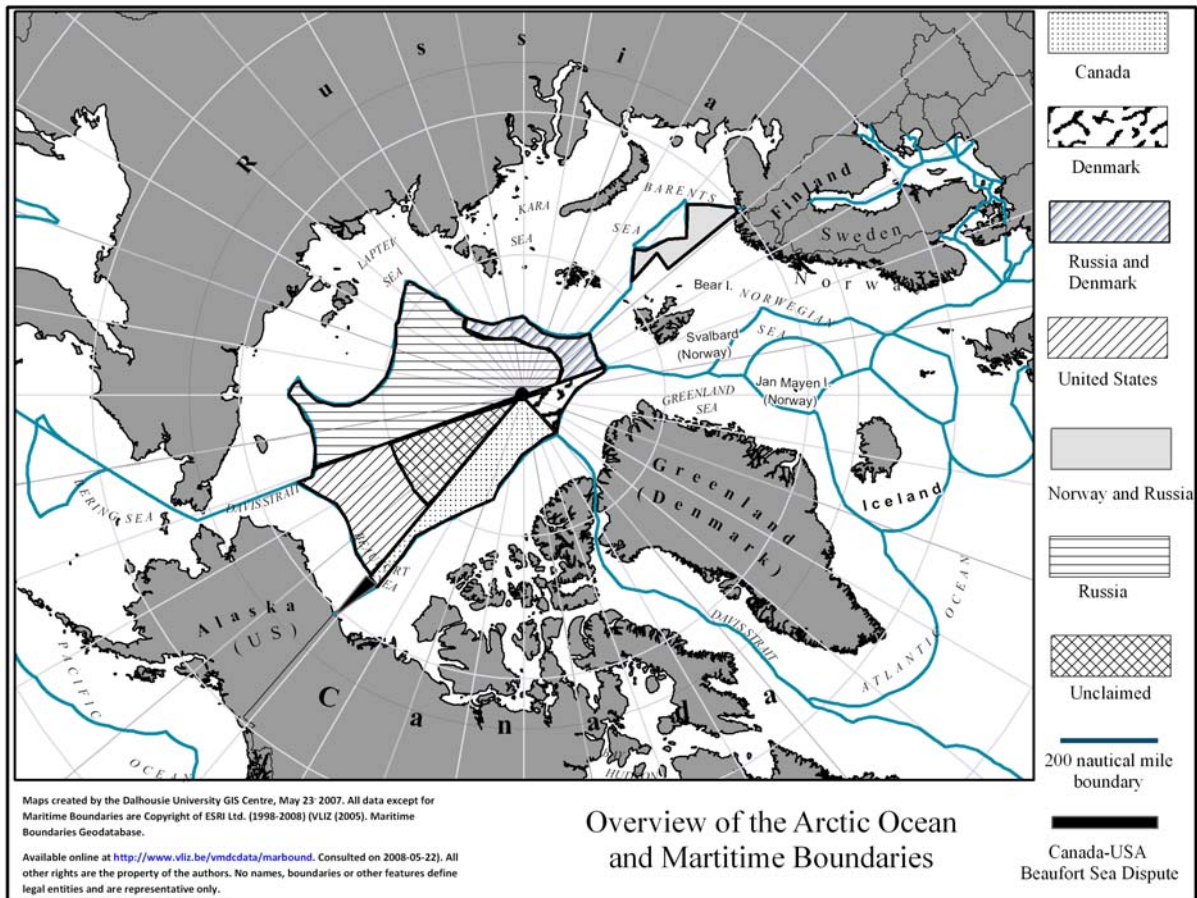 Russia
KARA
SEA
LAPTEV
SEA
BARENTS
SEA
Finland
Sweden
Norwa
Bear I.
NORWEGIAN
SEA
Svalbard
(Norway)
Jan Mayen I.
(Norway)
GREENLAND
SEA
Greenland
(Denmark)
Iceland
BERING SEA
DAVIS STRAIT
BEAUFORT
SEA
Alaska
(US)
Canada
DAVIS STRAIT
ATLANTIC OCEAN
PACIFIC
OCEAN
BAY
HUDSON
Canada
Denmark
Russia and
Denmark
United States
Norway and Russia
Russia
Unclaimed
200 nautical mile
boundary
Canada-USA
Beaufort Sea Dispute
Maps created by the Dalhousie University GIS Centre, May 23' 2007. All data except for
Maritime Boundaries are Copyright of ESRI Ltd. (1998-2008) (VLIZ (2005). Maritime
Boundaries Geodatabase.
Available online at http://www.vliz.be/vmdcdata/marbound. Consulted on 2008-05-22). All
other rights are the property of the authors. No names, boundaries or other features define
legal entities and are representative only.
Overview of the Arctic Ocean
and Martitime Boundaries